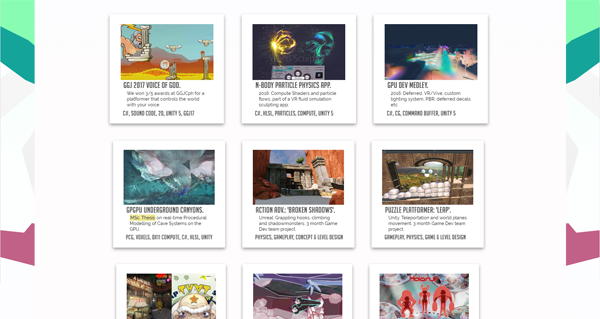 GGJ 2017 VOICE OF GOD.
We won 3/5 awards at GGJCph for a
platformer that controls the world
with your voice
C#, SOUND CODE, 2D, UNITY 5, GGJ17
N-BODY PARTICLE PHYSICS APP.
2016. Compute Shaders and particle
flows, part of a VR fluid simulation
sculpting app.
C#, HLSL, PARTICLES, COMPUTE, UNITY 5
GPU DEV MEDLEY.
2016. Deferred, VR/Vive, custom
lighting system, PBR, deferred decals
etc
C#, CG, COMMAND BUFFER, UNITY 5
GPGPU UNDERGROUND CANYONS.
MSc. Thesis on real-time Procedural
Modelling of Cave Systems on the
GPU
PCG, VOXELS, DX11 COMPUTE, C#, HLSL, UNITY
ACTION ADV.: 'BROKEN SHADOWS'.
Unreal. Grappling hooks, climbing
and shadowmonsters. 3 month Game
Dev team project
PHYSICS, GAMEPLAY, CONCEPT & LEVEL DESIGN
PUZZLE PLATFORMER: 'LEAP'.
Unity. Teleportation and world planes
movement. 3 month Game Dev team
project
GAMEPLAY, PHYSICS, GAME & LEVEL DESIGN